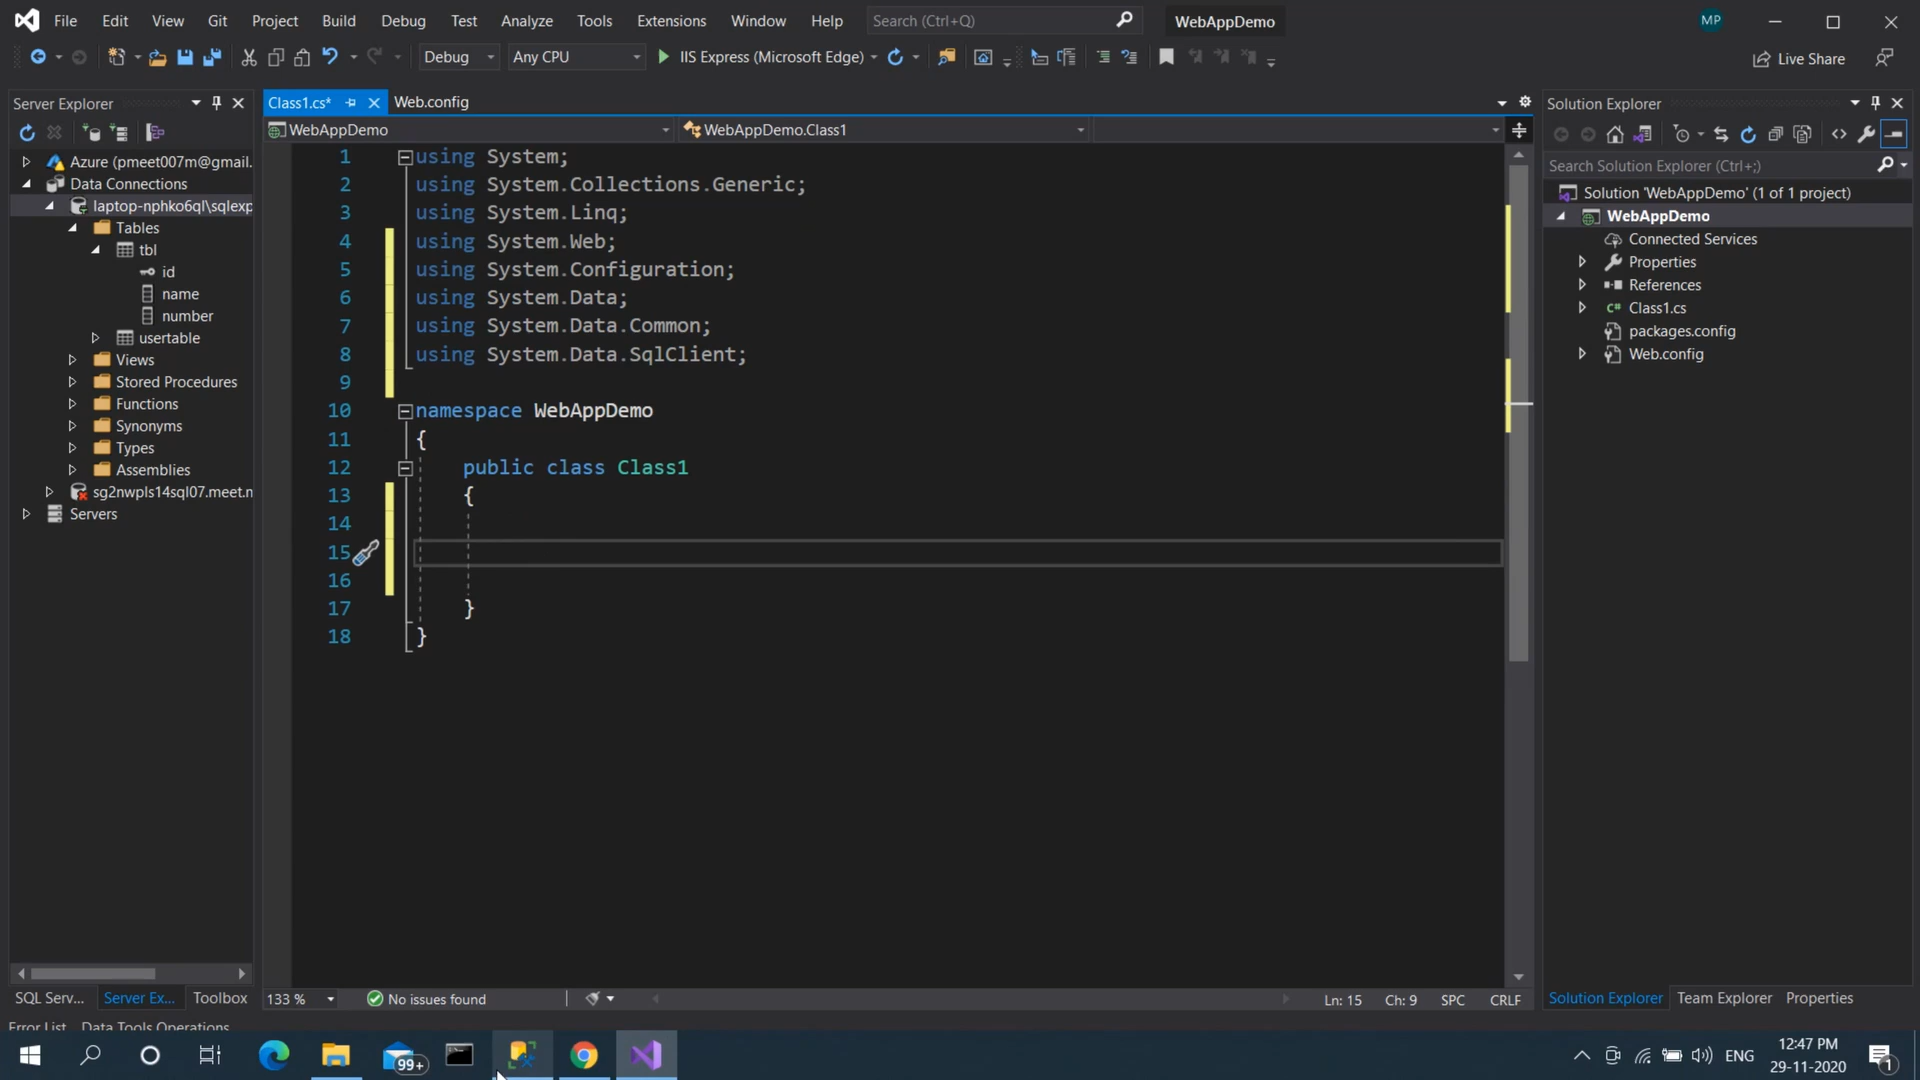 File Edit View Git Project Build Debug Test Analyze Tools Extensions Window Help Search (Ctrl+Q) WebAppDemo MP
Debug Any CPU IIS Express (Microsoft Edge) Live Share
Server Explorer
Azure (pmeet007m@gmail.
Data Connections
laptop-nphko6ql\sqlexp
Tables
tbl
id
name
number
usertable
Views
Stored Procedures
Functions
Synonyms
Types
Assemblies
sg2nwpls14sql07.meet.n
Servers
SQL Serv... Server Ex... Toolbox
Class1.cs* Web.config
WebAppDemo WebAppDemo.Class1
1 using System;
2 using System.Collections.Generic;
3 using System.Linq;
4 using System.Web;
5 using System.Configuration;
6 using System.Data;
7 using System.Data.Common;
8 using System.Data.SqlClient;
9
10 namespace WebAppDemo
11 {
12 public class Class1
13 {
14
15
16
17 }
18 }
133 % No issues found Ln: 15 Ch: 9 SPC CRLF
Solution Explorer
Search Solution Explorer (Ctrl+;)
Solution 'WebAppDemo' (1 of 1 project)
WebAppDemo
Connected Services
Properties
References
C# Class1.cs
packages.config
Web.config
Solution Explorer Team Explorer Properties
Error List Data Tools Operations
99+ ENG 12:47 PM
29-11-2020 1